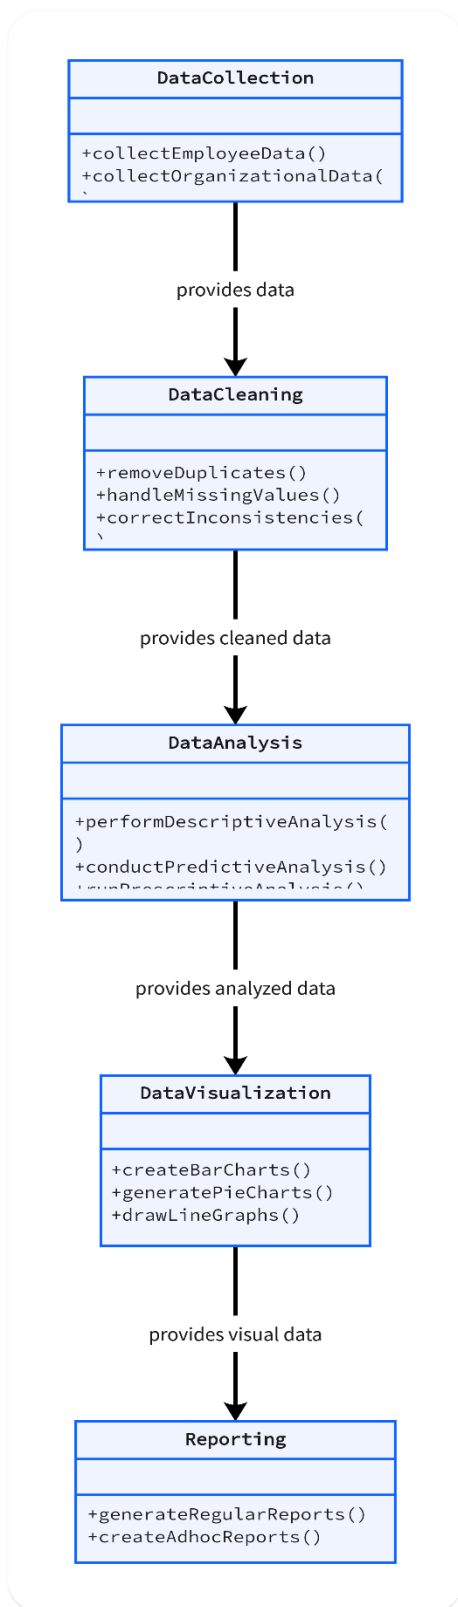 DataCollection
+collectEmployeeData()
+collectOrganizationalData(
)
provides data
DataCleaning
+removeDuplicates()
+handleMissingValues()
+correctInconsistencies(
)
provides cleaned data
DataAnalysis
+performDescriptiveAnalysis(
)
+conductPredictiveAnalysis()
+runPrescriptiveAnalysis()
provides analyzed data
DataVisualization
+createBarCharts()
+generatePieCharts()
+drawLineGraphs()
provides visual data
Reporting
+generateRegularReports()
+createAdhocReports()